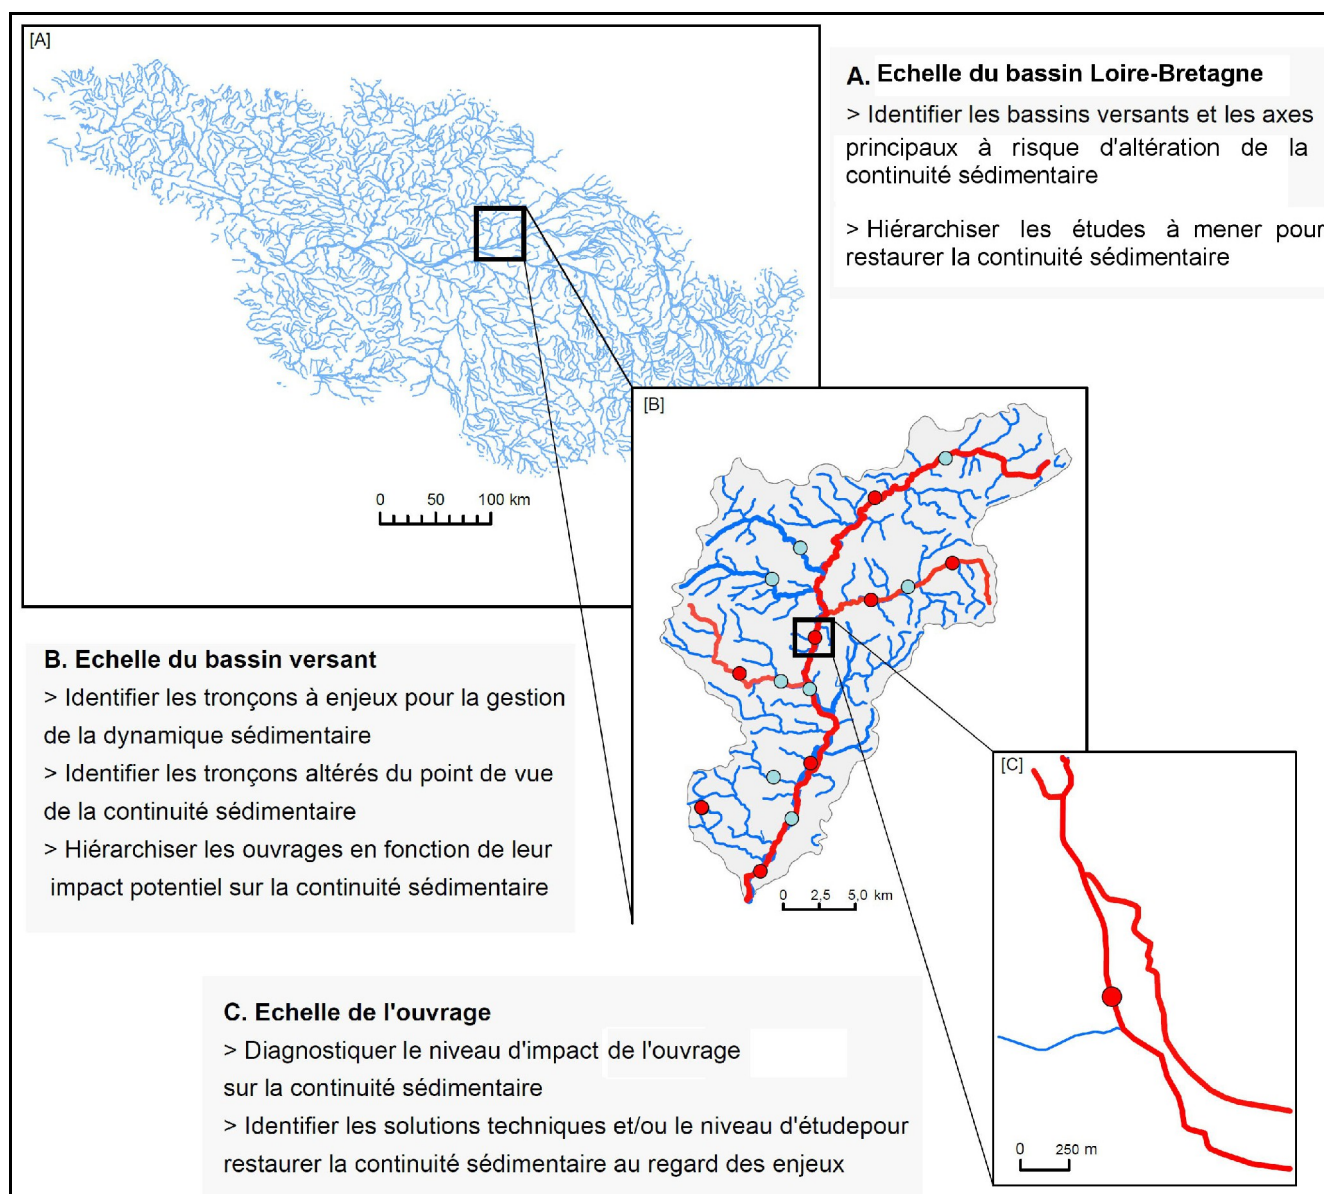 [A]
A. Echelle du bassin Loire-Bretagne
> Identifier les bassins versants et les axes
principaux à risque d'altération de la
continuité sédimentaire
> Hiérarchiser les études à mener pour
restaurer la continuité sédimentaire
0 50 100 km
[B]
B. Echelle du bassin versant
> Identifier les tronçons à enjeux pour la gestion
de la dynamique sédimentaire
> Identifier les tronçons altérés du point de vue
de la continuité sédimentaire
> Hiérarchiser les ouvrages en fonction de leur
impact potentiel sur la continuité sédimentaire
0 2,5 5,0 km
[C]
C. Echelle de l'ouvrage
> Diagnostiquer le niveau d'impact de l'ouvrage
sur la continuité sédimentaire
> Identifier les solutions techniques et/ou le niveau d'étudepour
restaurer la continuité sédimentaire au regard des enjeux
0 250 m